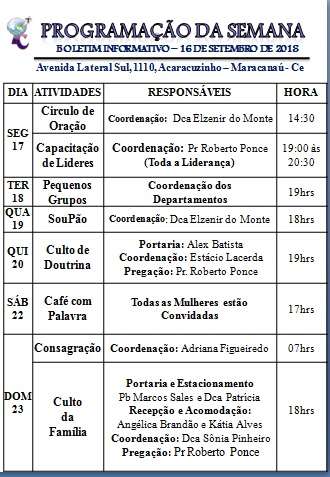 PROGRAMAÇÃO DA SEMANA
BOLETIM INFORMATIVO – 16 DE SETEMBRO DE 2018
Avenida Lateral Sul, 1110, Acaracuzinho – Maracanaú- Ce
DIA ATIVIDADES RESPONSÁVEIS HORA
SEG
17
Circulo de
Oração
Coordenação: Dca Elzenir do Monte
14:30
Capacitação
de Lideres
Coordenação: Pr Roberto Ponce
(Toda a Liderança)
19:00 às
20:30
TER
18
Pequenos
Grupos
Coordenação dos
Departamentos
19hrs
QUA
19
SouPão
Coordenação: Dca Elzenir do Monte
18hrs
QUI
20
Culto de
Doutrina
Portaria: Alex Batista
Coordenação: Estácio Lacerda
Pregação: Pr. Roberto Ponce
19hrs
SÁB
22
Café com
Palavra
Todas as Mulheres estão
Convidadas
17hrs
DOM
23
Consagração
Coordenação: Adriana Figueiredo
07hrs
Culto
da
Família
Portaria e Estacionamento
Pb Marcos Sales e Dca Patrícia
Recepção e Acomodação:
Angélica Brandão e Kátia Alves
Coordenação: Dca Sônia Pinheiro
Pregação: Pr Roberto Ponce
18hrs